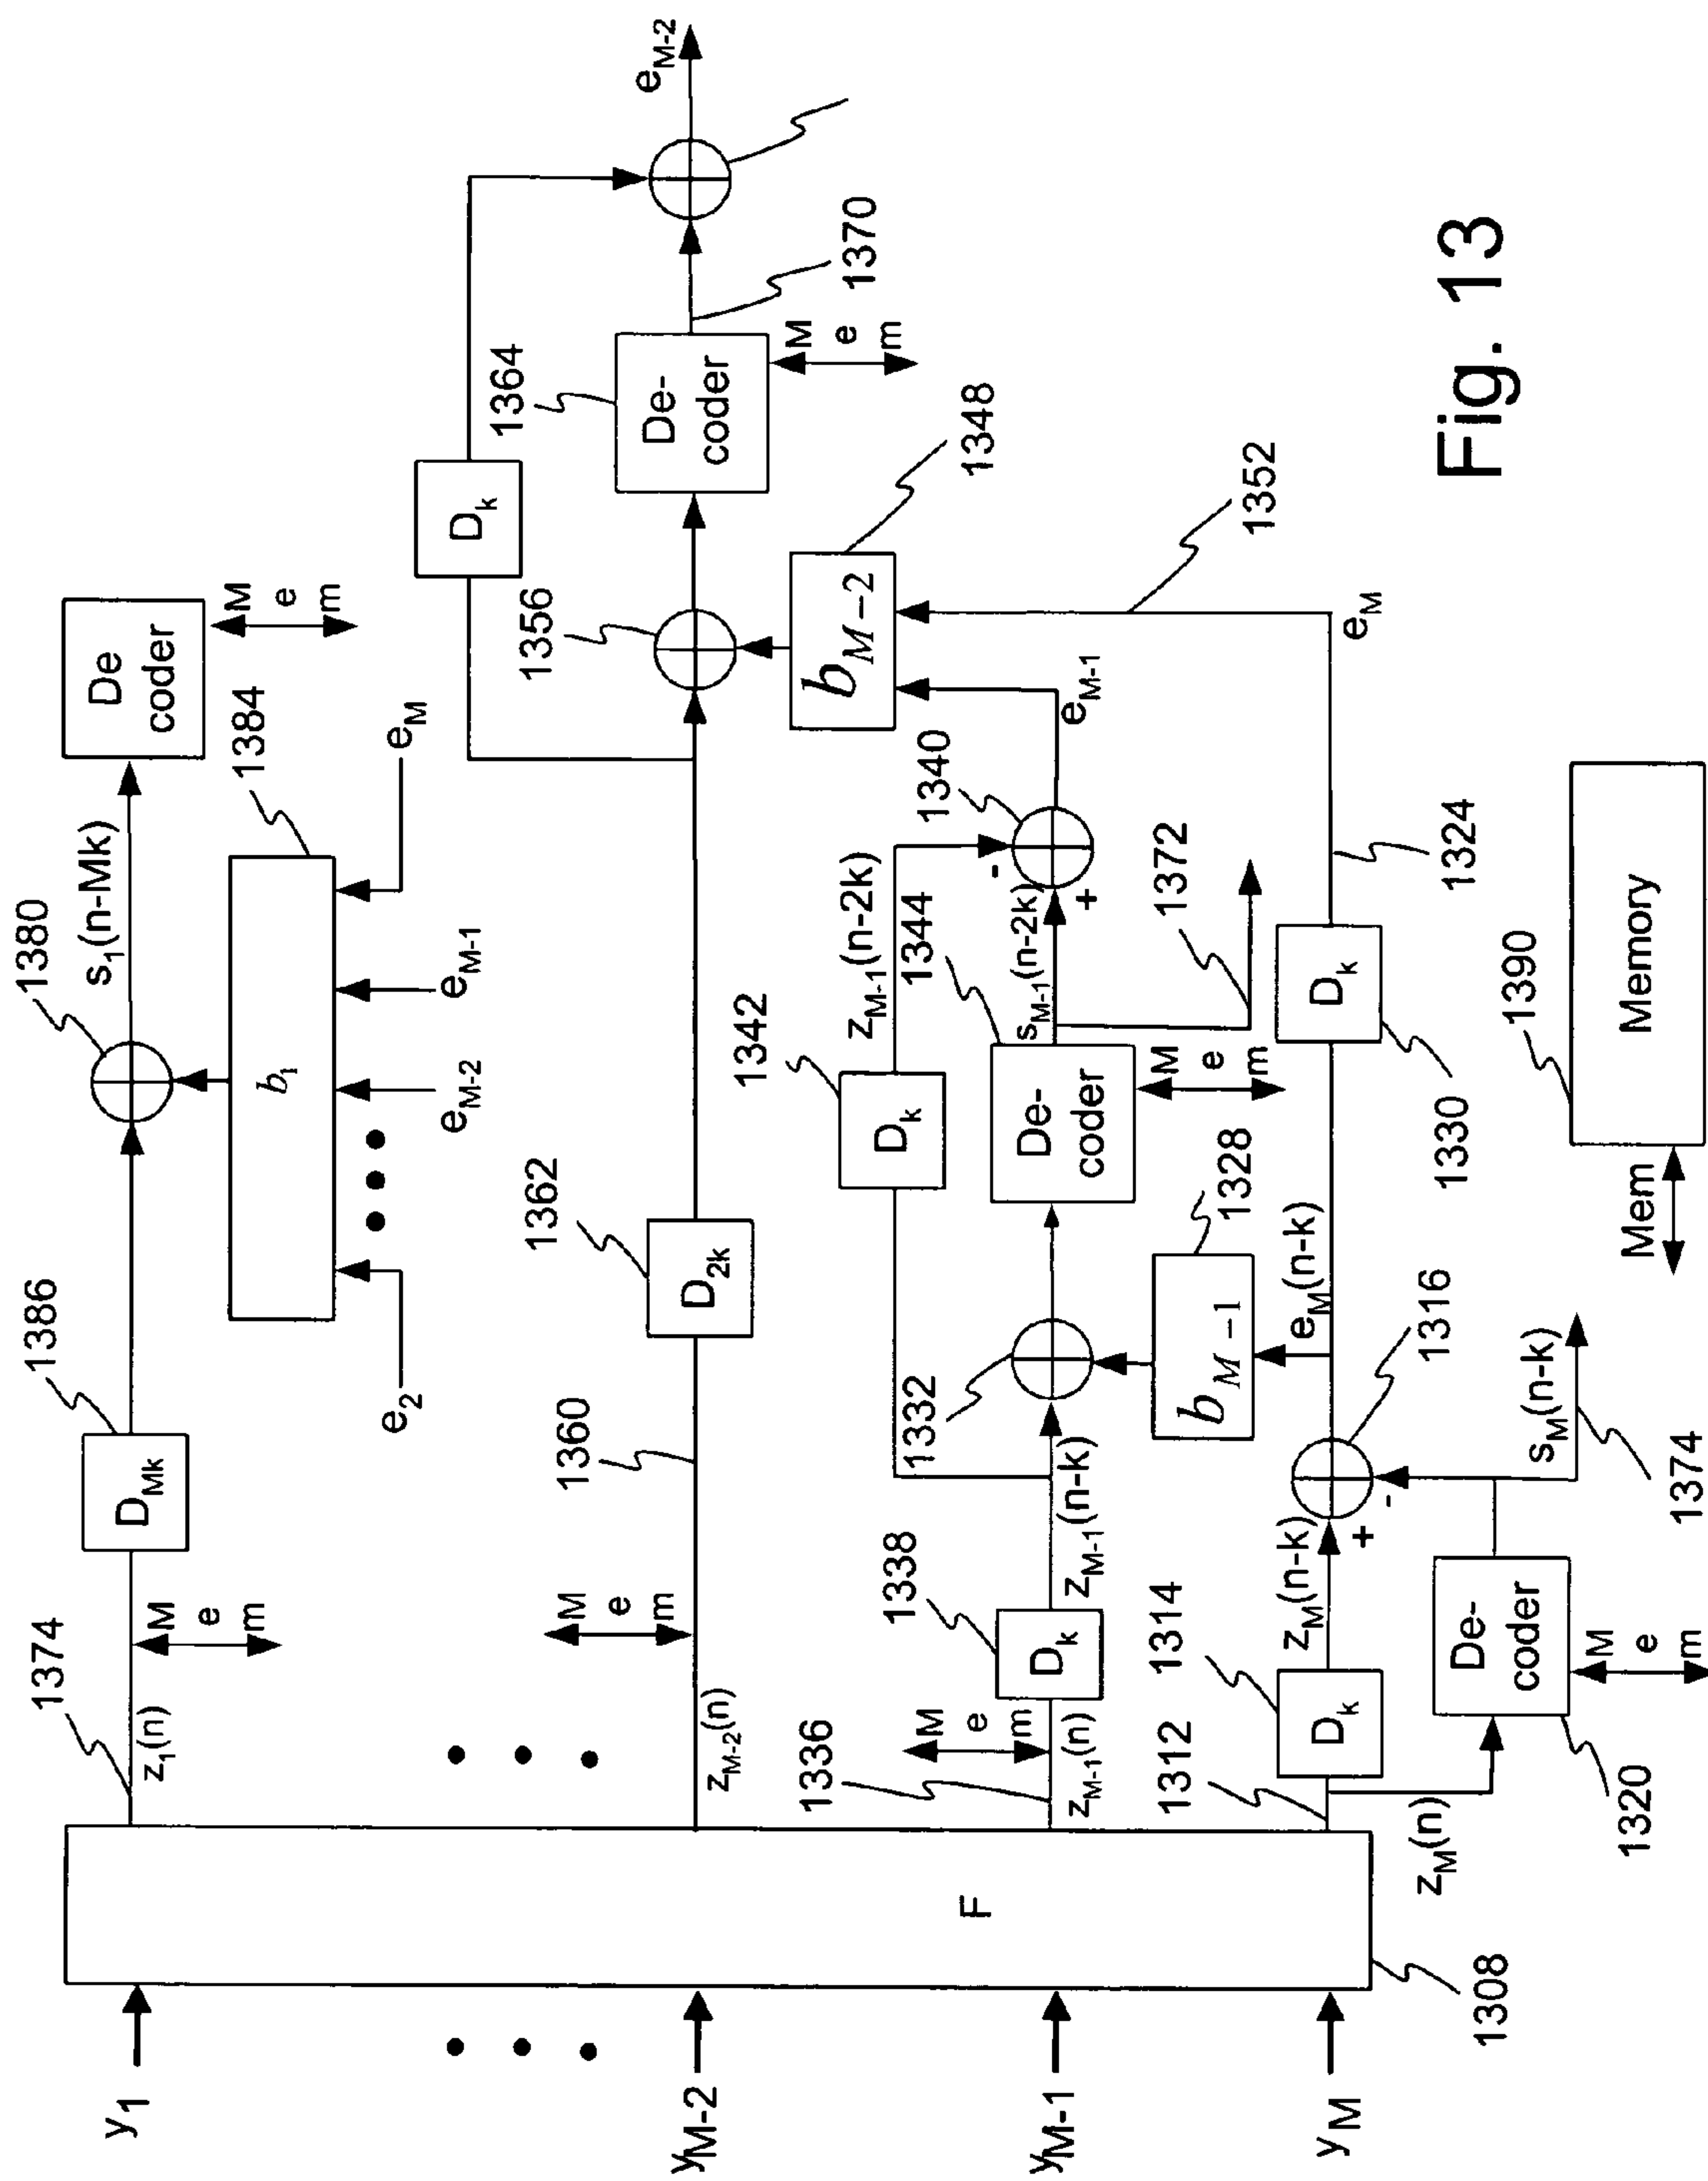 y1
yM-2
yM-1
yM
F
1308
1374
z1(n)
M
e
m
1386
DMk
1380
s1(n-Mk)
De
coder
M
e
m
b1
1384
e2
eM-2
eM-1
eM
zM-2(n)
M
e
m
1360
1362
D2k
Dk
1356
1364
De-
coder
M
e
m
1370
eM-2
bM-2
1348
1352
eM-1
eM
1336
zM-1(n)
M
e
m
1338
Dk
zM-1(n-k)
1332
1342
Dk
zM-1(n-2k)
1344
De-
coder
M
e
m
sM-1(n-2k)
-
+
1340
1372
bM-1
1328
1312
1314
Dk
zM(n-k)
+
-
1316
eM(n-k)
1330
Dk
1324
zM(n)
1320
De-
coder
M
e
m
sM(n-k)
1374
Mem
1390
Memory
Fig. 13